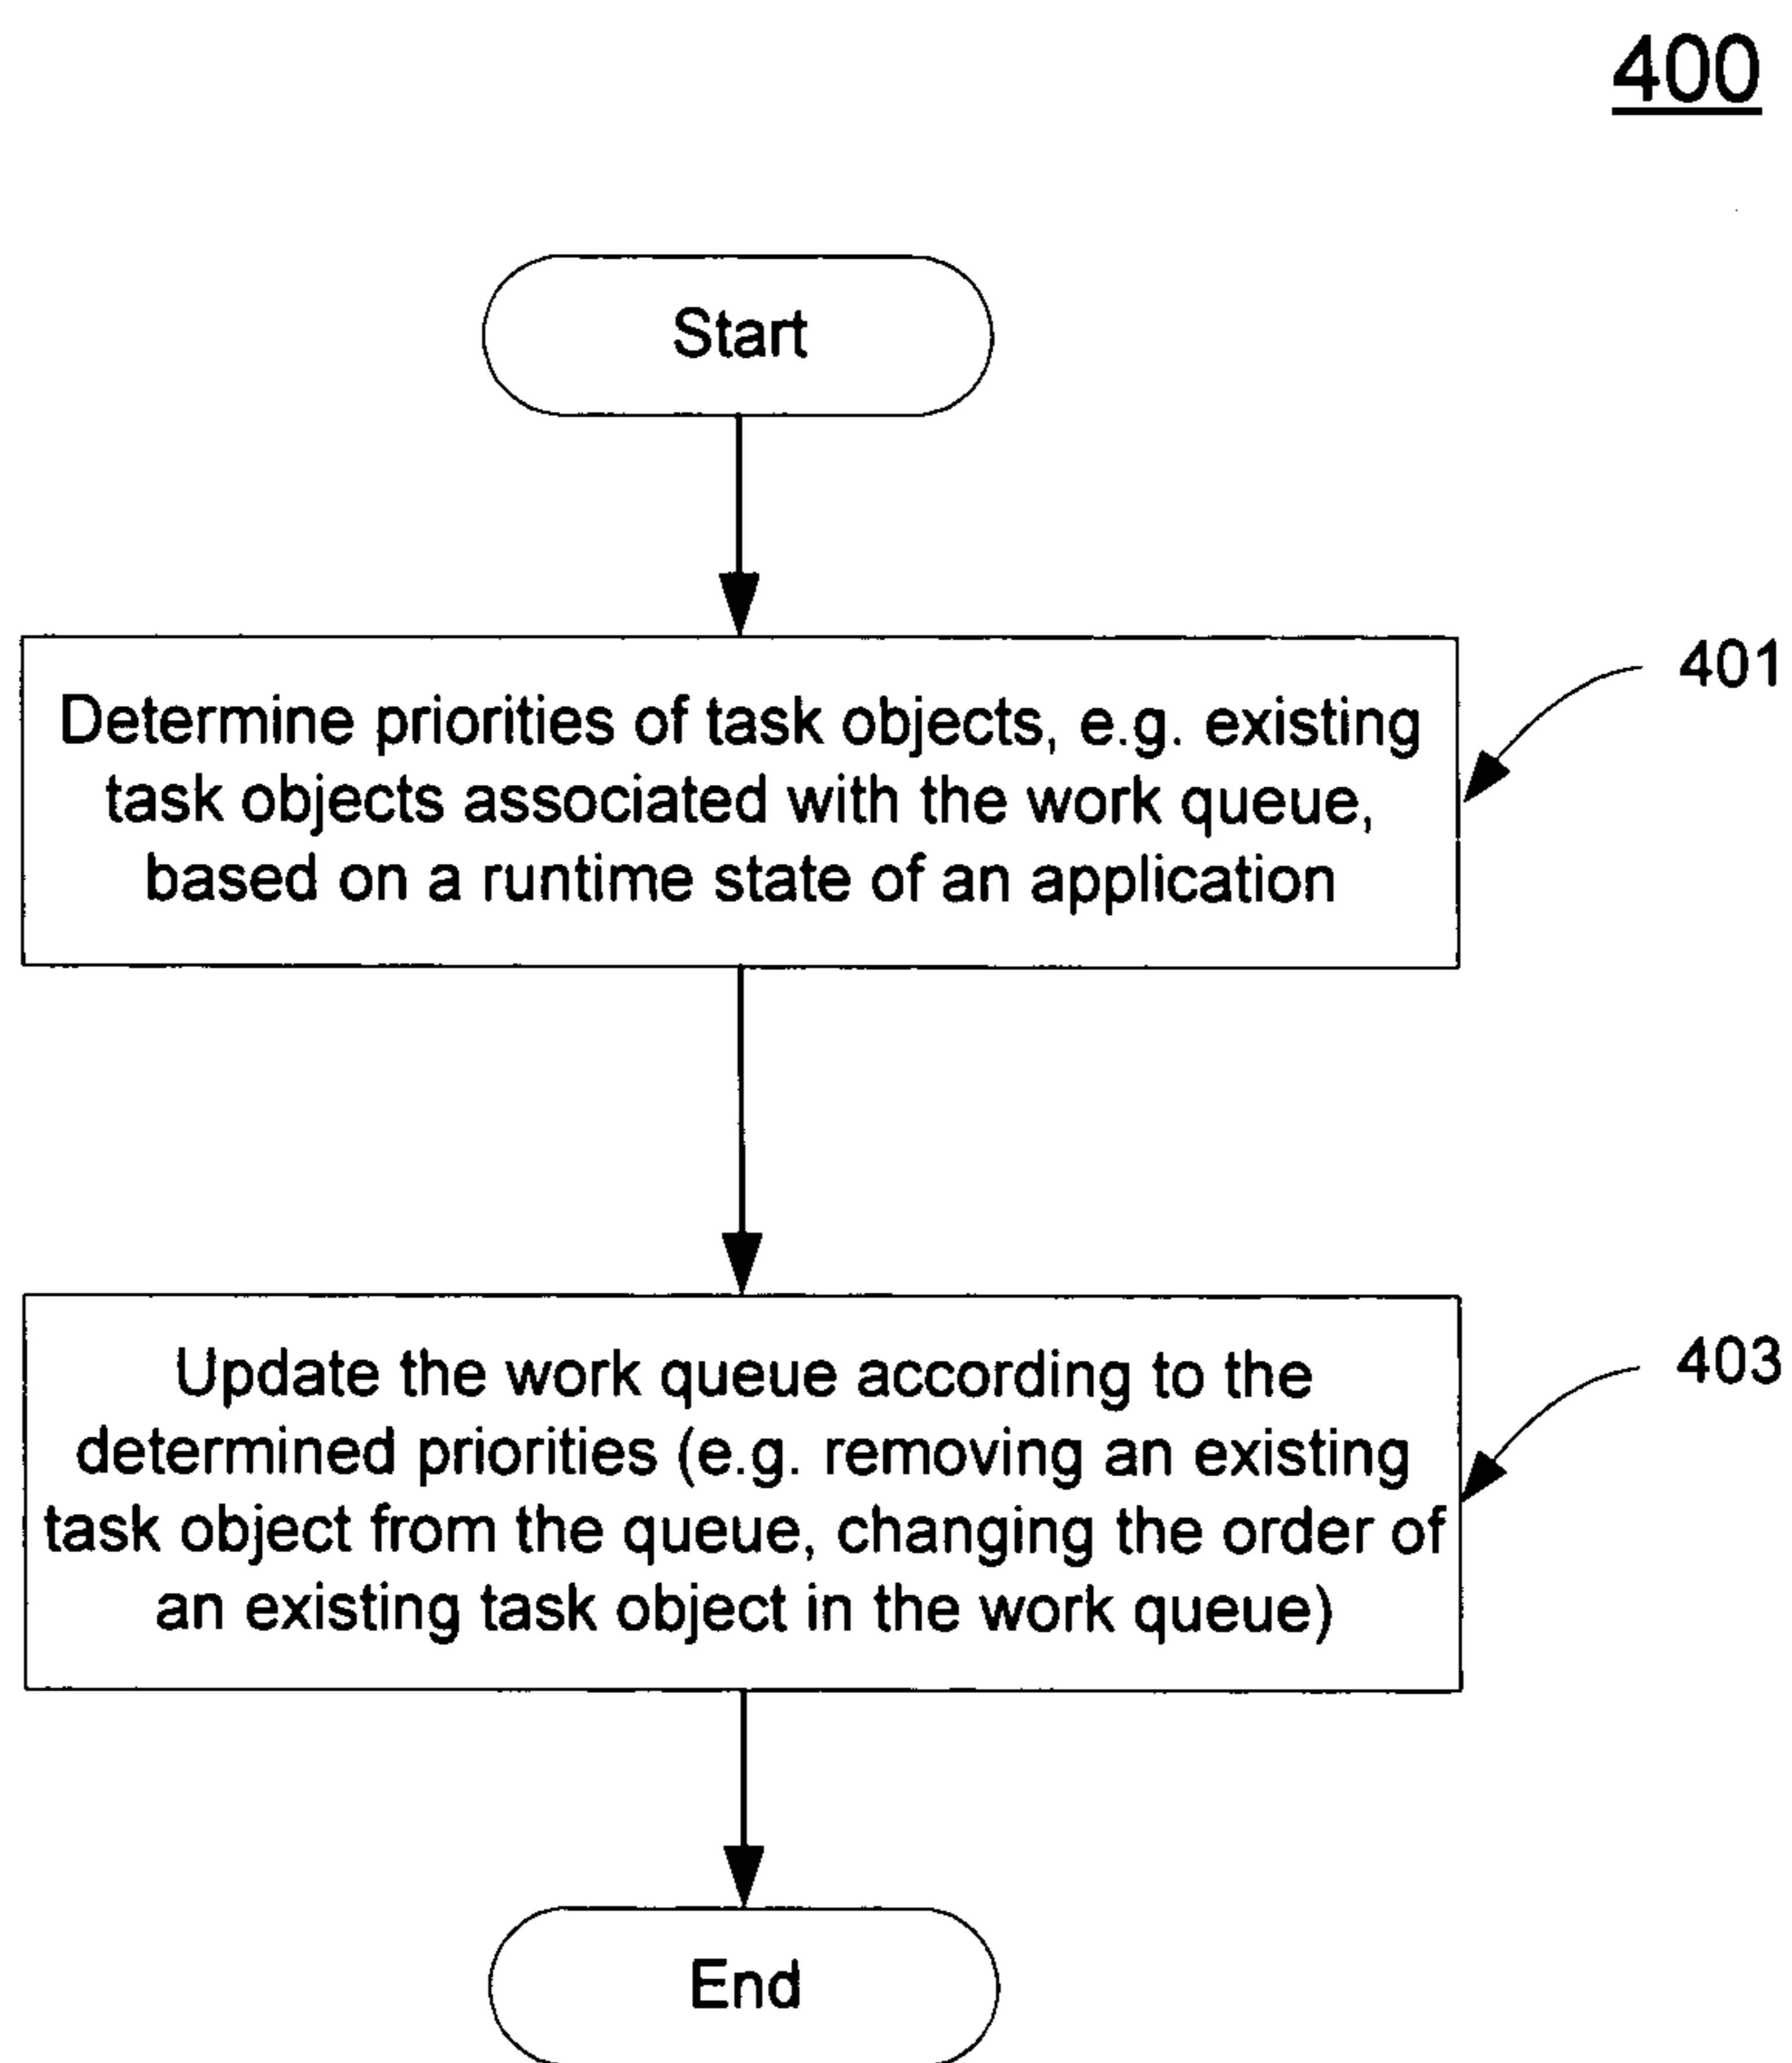 400
Start
Determine priorities of task objects, e.g. existing
task objects associated with the work queue,
based on a runtime state of an application
401
Update the work queue according to the
determined priorities (e.g. removing an existing
task object from the queue, changing the order of
an existing task object in the work queue)
403
End